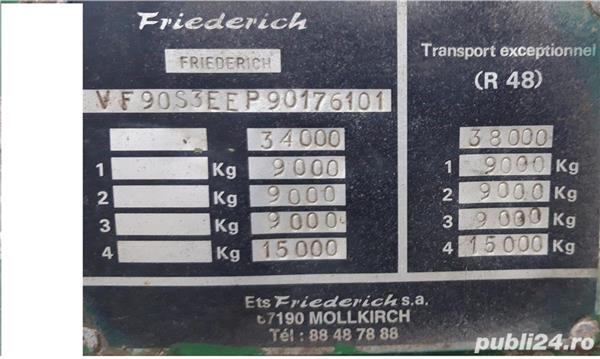 Friederich
FRIEDERICH
VF90S3EEP90176101
34000
1 Kg 9000
2 Kg 9000
3 Kg 9000.
4 Kg 15000
Transport exceptionnel
(R 48)
38000
1 9000 Kg
2 9000 Kg
3 9000 Kg
4 15000 Kg
Ets Friederich s.a.
67190 MOLLKIRCH
Tél : 88 48 78 88
publi24.ro